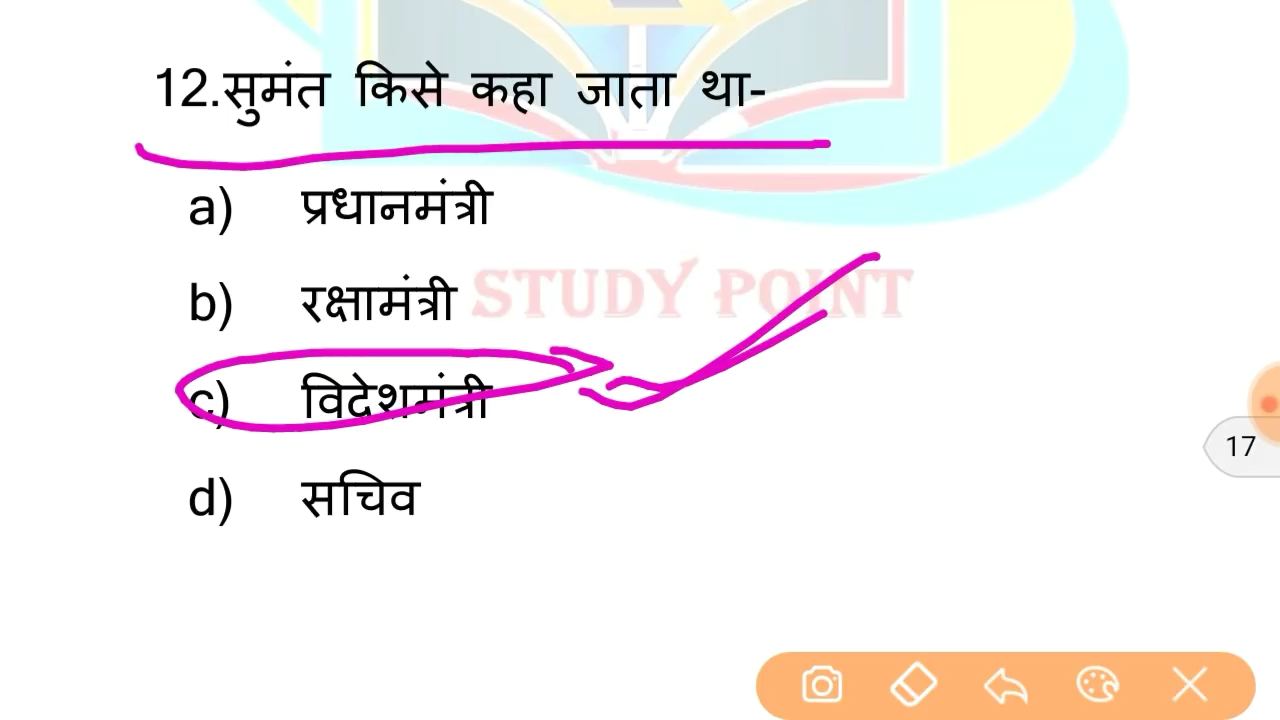 12.सुमंत किसे कहा जाता था-
a) प्रधानमंत्री
b) रक्षामंत्री
STUDY POINT
c) विदेशमंत्री
17
d) सचिव